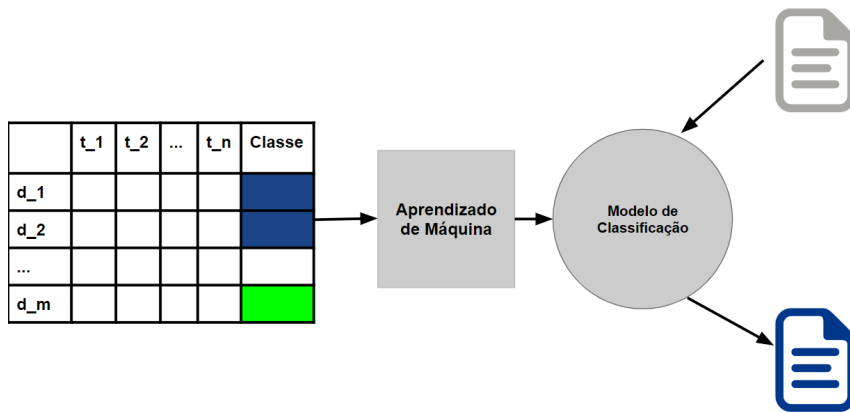 t_1 t_2 ... t_n Classe
d_1
d_2
...
d_m
Aprendizado
de Máquina
Modelo de
Classificação